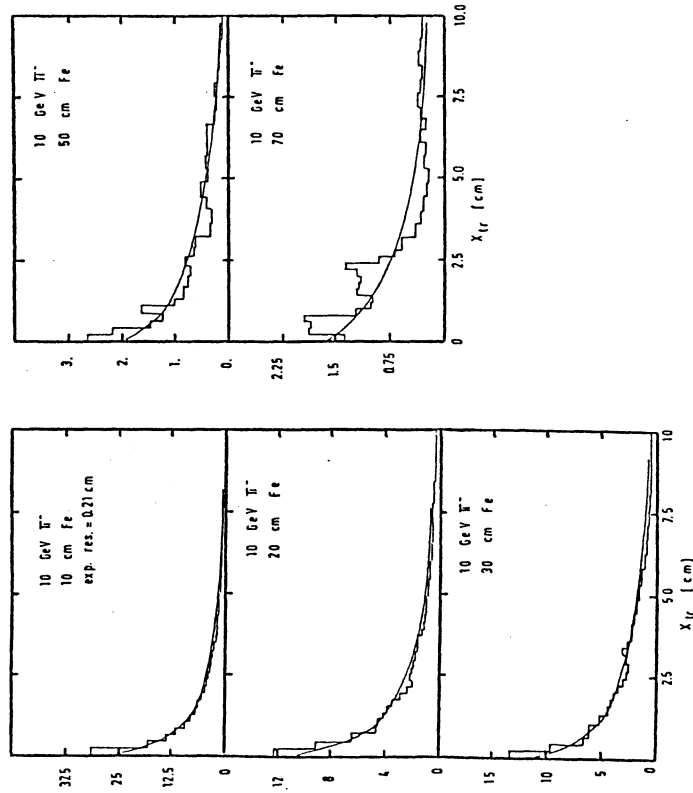 10 GeV π⁻
10 cm Fe
exp. res. = 0.21 cm
32.5
25
12.5
0
10 GeV π⁻
20 cm Fe
12
8
4
0
10 GeV π⁻
30 cm Fe
15
10
5
0
2.5
5.0
7.5
10
Xtr [cm]
10 GeV π⁻
50 cm Fe
3.
2.
1.
0.
10 GeV π⁻
70 cm Fe
2.25
1.5
0.75
0
2.5
5.0
7.5
10.0
Xtr [cm]